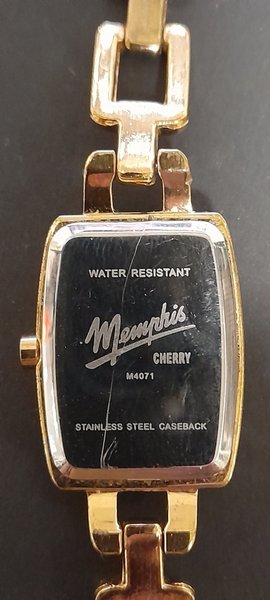 WATER RESISTANT
Memphis
CHERRY
M4071
STAINLESS STEEL CASEBACK